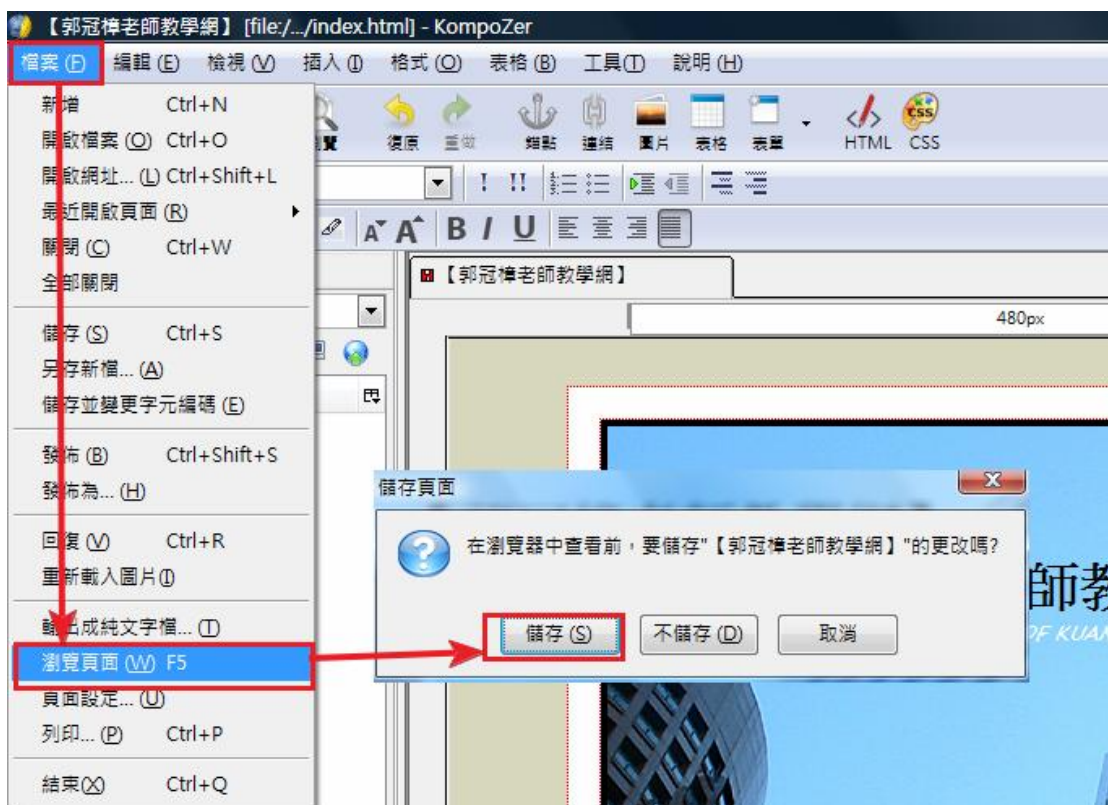 【郭冠樟老師教學網】 [file:/.../index.html] - KompoZer
檔案 (F) 編輯 (E) 檢視 (V) 插入 (I) 格式 (O) 表格 (B) 工具(T) 說明 (H)
復原 重做 錨點 連結 圖片 表格 表單 HTML CSS
新增 Ctrl+N
開啟檔案 (O) Ctrl+O
開啟網址... (L) Ctrl+Shift+L
最近開啟頁面 (R)
關閉 (C) Ctrl+W
全部關閉
儲存 (S) Ctrl+S
另存新檔... (A)
儲存並變更字元編碼 (E)
發佈 (B) Ctrl+Shift+S
發佈為... (H)
回復 (V) Ctrl+R
重新載入圖片(I)
輸出成純文字檔... (T)
瀏覽頁面 (W) F5
頁面設定... (U)
列印... (P) Ctrl+P
結束(X) Ctrl+Q
【郭冠樟老師教學網】
480px
儲存頁面
在瀏覽器中查看前，要儲存"【郭冠樟老師教學網】"的更改嗎?
儲存 (S) 不儲存 (D) 取消
師教
OF KUAN